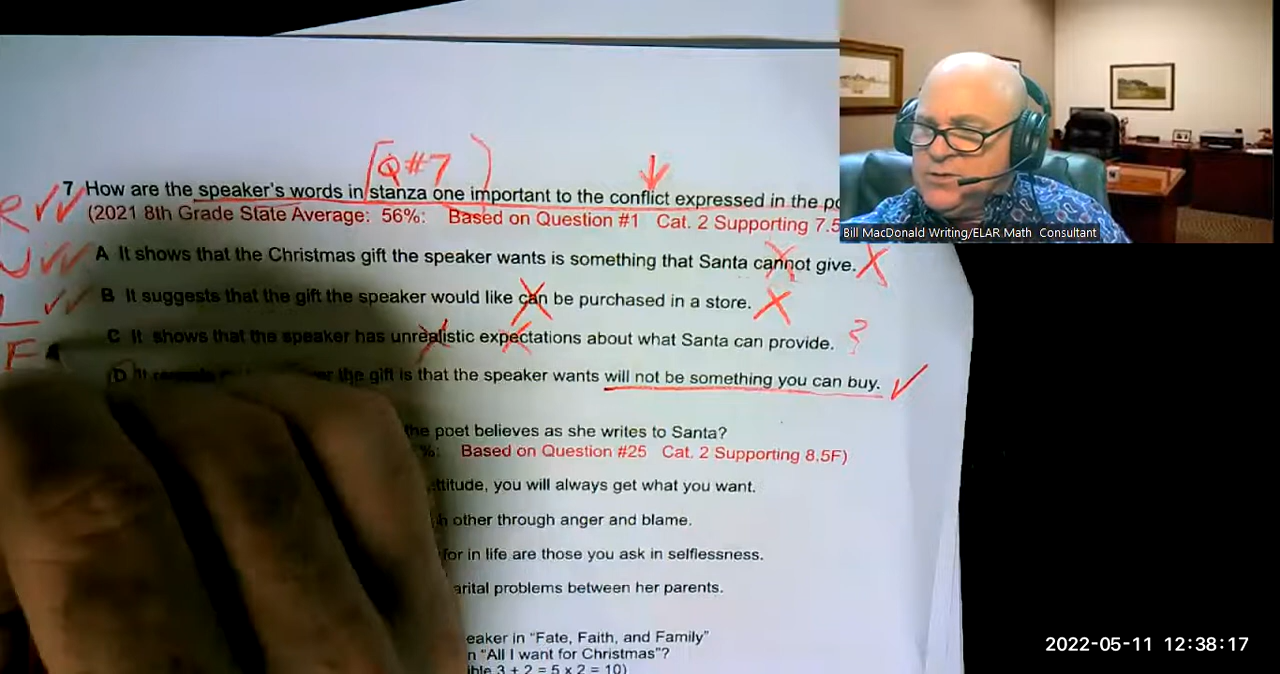 [Q#7 )
7 How are the speaker's words in stanza one important to the conflict expressed in the
(2021 8th Grade State Average: 56%: Based on Question #1 Cat. 2 Supporting 7.5
A It shows that the Christmas gift the speaker wants is something that Santa cannot give.
B It suggests that the gift the speaker would like can be purchased in a store.
C It shows that the speaker has unrealistic expectations about what Santa can provide.
D It the gift is that the speaker wants will not be something you can buy.
the poet believes as she writes to Santa?
%: Based on Question #25 Cat. 2 Supporting 8.5F)
attitude, you will always get what you want.
other through anger and blame.
for in life are those you ask in selflessness.
arital problems between her parents.
eaker in “Fate, Faith, and Family”
n “All I want for Christmas”?
ible 3 + 2 = 5 x 2 = 10)
R
F
Bill MacDonald Writing/ELAR Math Consultant
2022-05-11 12:38:17